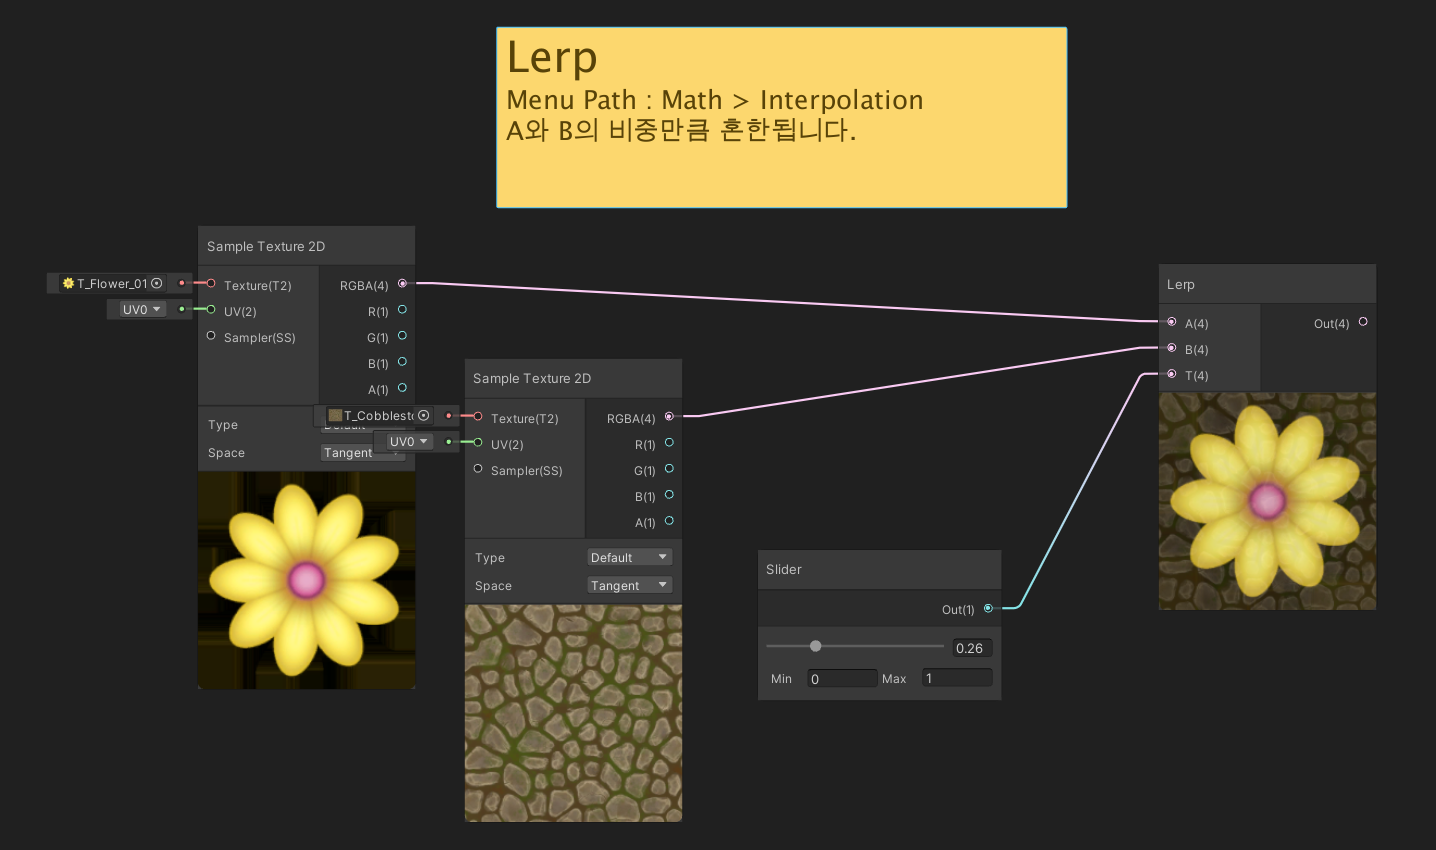 Lerp
Menu Path : Math > Interpolation
A와 B의 비중만큼 혼한됩니다.
Sample Texture 2D
T_Flower_01
Texture(T2)
RGBA(4)
UV0
UV(2)
R(1)
Sampler(SS)
G(1)
B(1)
A(1)
Type
Default
Space
Tangent
Sample Texture 2D
T_Cobblesto
Texture(T2)
RGBA(4)
UV0
UV(2)
R(1)
Sampler(SS)
G(1)
B(1)
A(1)
Type
Default
Space
Tangent
Slider
Out(1)
0.26
Min
0
Max
1
Lerp
A(4)
Out(4)
B(4)
T(4)